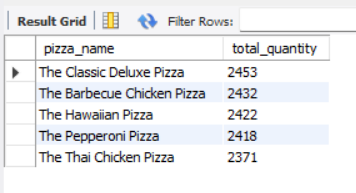 Result Grid Filter Rows:
pizza_name total_quantity
The Classic Deluxe Pizza 2453
The Barbecue Chicken Pizza 2432
The Hawaiian Pizza 2422
The Pepperoni Pizza 2418
The Thai Chicken Pizza 2371